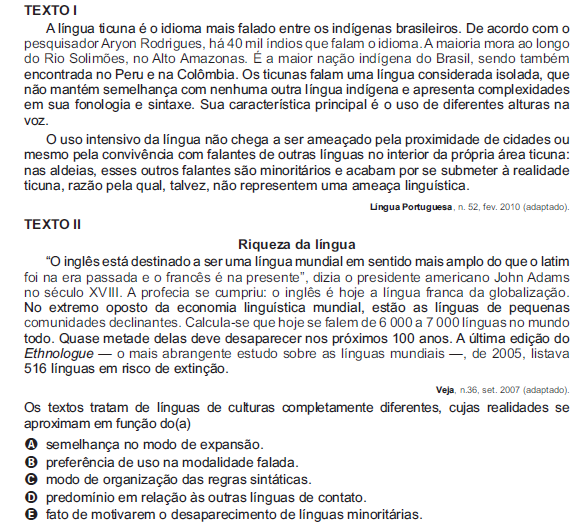 TEXTO I
A língua ticuna é o idioma mais falado entre os indígenas brasileiros. De acordo com o
pesquisador Aryon Rodrigues, há 40 mil índios que falam o idioma. A maioria mora ao longo
do Rio Solimões, no Alto Amazonas. É a maior nação indígena do Brasil, sendo também
encontrada no Peru e na Colômbia. Os ticunas falam uma língua considerada isolada, que
não mantém semelhança com nenhuma outra língua indígena e apresenta complexidades
em sua fonologia e sintaxe. Sua característica principal é o uso de diferentes alturas na
voz.
O uso intensivo da língua não chega a ser ameaçado pela proximidade de cidades ou
mesmo pela convivência com falantes de outras línguas no interior da própria área ticuna:
nas aldeias, esses outros falantes são minoritários e acabam por se submeter à realidade
ticuna, razão pela qual, talvez, não representem uma ameaça linguística.
Língua Portuguesa, n. 52, fev. 2010 (adaptado).
TEXTO II
Riqueza da língua
“O inglês está destinado a ser uma língua mundial em sentido mais amplo do que o latim
foi na era passada e o francês é na presente”, dizia o presidente americano John Adams
no século XVIII. A profecia se cumpriu: o inglês é hoje a língua franca da globalização.
No extremo oposto da economia linguística mundial, estão as línguas de pequenas
comunidades declinantes. Calcula-se que hoje se falem de 6 000 a 7 000 línguas no mundo
todo. Quase metade delas deve desaparecer nos próximos 100 anos. A última edição do
Ethnologue — o mais abrangente estudo sobre as línguas mundiais —, de 2005, listava
516 línguas em risco de extinção.
Veja, n.36, set. 2007 (adaptado).
Os textos tratam de línguas de culturas completamente diferentes, cujas realidades se
aproximam em função do(a)
A semelhança no modo de expansão.
B preferência de uso na modalidade falada.
C modo de organização das regras sintáticas.
D predomínio em relação às outras línguas de contato.
E fato de motivarem o desaparecimento de línguas minoritárias.